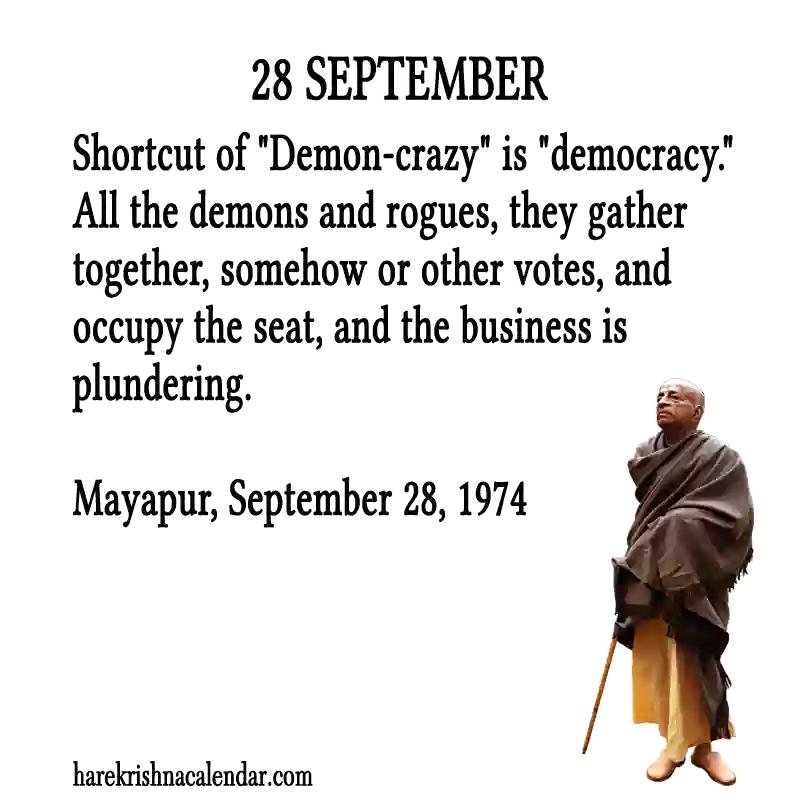 28 SEPTEMBER
Shortcut of "Demon-crazy" is "democracy."
All the demons and rogues, they gather
together, somehow or other votes, and
occupy the seat, and the business is
plundering.
Mayapur, September 28, 1974
harekrishnacalendar.com